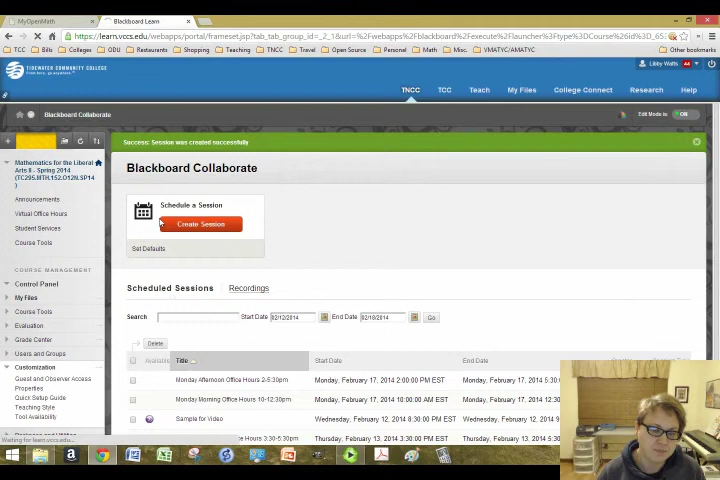 MyOpenMath
Blackboard Learn
https://learn.vccs.edu/webapps/portal/frameset.jsp?tab_tab_group_id=_2_1&url=%2Fwebapps%2Fblackboard%2Fexecute%2Flauncher%3Ftype%3DCourse%26id%3D_65
TCC Bills Colleges ODU Restaurants Shopping Teaching TNCC Travel Open Source Personal Math Misc. VMATYC/AMATYC Other bookmarks
TIDEWATER COMMUNITY COLLEGE
Libby Watts 44
TNCC TCC Teach My Files College Connect Research Help
Blackboard Collaborate
Edit Mode is: ON
Success: Session was created successfully
Mathematics for the Liberal
Arts II - Spring 2014
(TC295.MTH.152.O12N.SP14
)
Announcements
Virtual Office Hours
Student Services
Course Tools
COURSE MANAGEMENT
Control Panel
My Files
Course Tools
Evaluation
Grade Center
Users and Groups
Customization
Guest and Observer Access
Properties
Quick Setup Guide
Teaching Style
Tool Availability
Blackboard Collaborate
Schedule a Session
Create Session
Set Defaults
Scheduled Sessions Recordings
Search Start Date 02/12/2014 End Date 02/18/2014 Go
Delete
Available Title Start Date End Date
Monday Afternoon Office Hours 2-5:30pm Monday, February 17, 2014 2:00:00 PM EST Monday, February 17, 2014 5:30
Monday Morning Office Hours 10-12:30pm Monday, February 17, 2014 10:00:00 AM EST Monday, February 17, 2014 12:30
Sample for Video Wednesday, February 12, 2014 8:30:00 PM EST Wednesday, February 12, 2014
Office Hours 3:30-5:30pm Thursday, February 13, 2014 3:30:00 PM EST Thursday, February 13, 2014
Waiting for learn.vccs.edu...